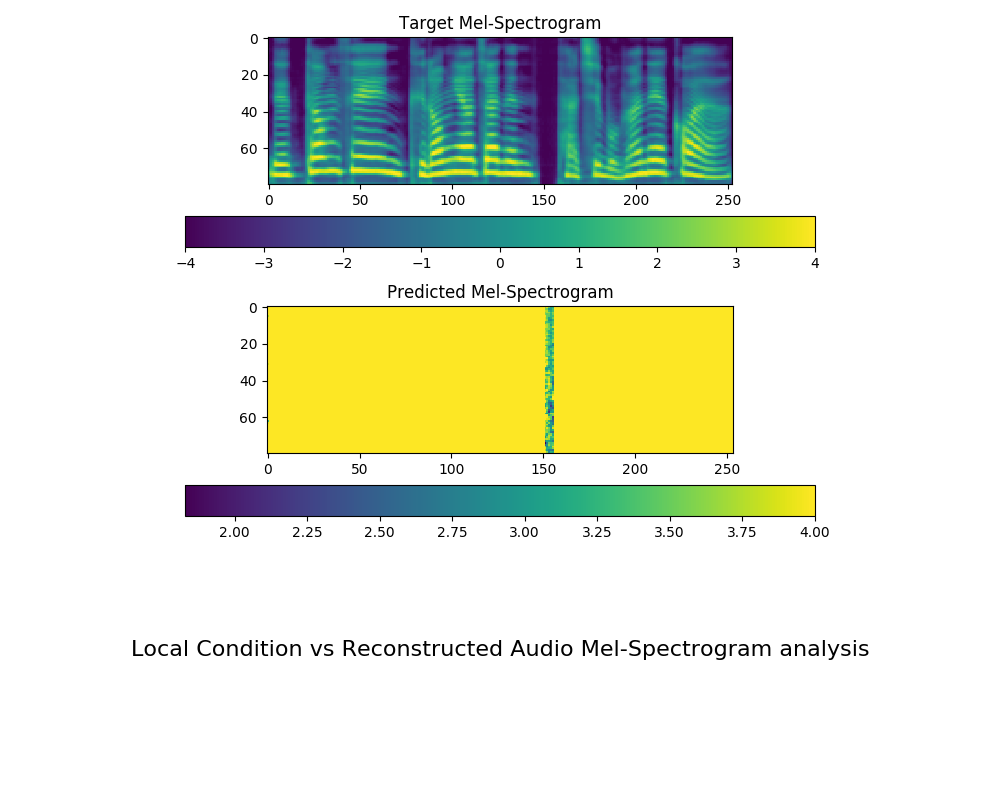 Target Mel-Spectrogram
0
20
40
60
0 50 100 150 200 250
−4 −3 −2 −1 0 1 2 3 4
Predicted Mel-Spectrogram
0
20
40
60
0 50 100 150 200 250
2.00 2.25 2.50 2.75 3.00 3.25 3.50 3.75 4.00
Local Condition vs Reconstructed Audio Mel-Spectrogram analysis